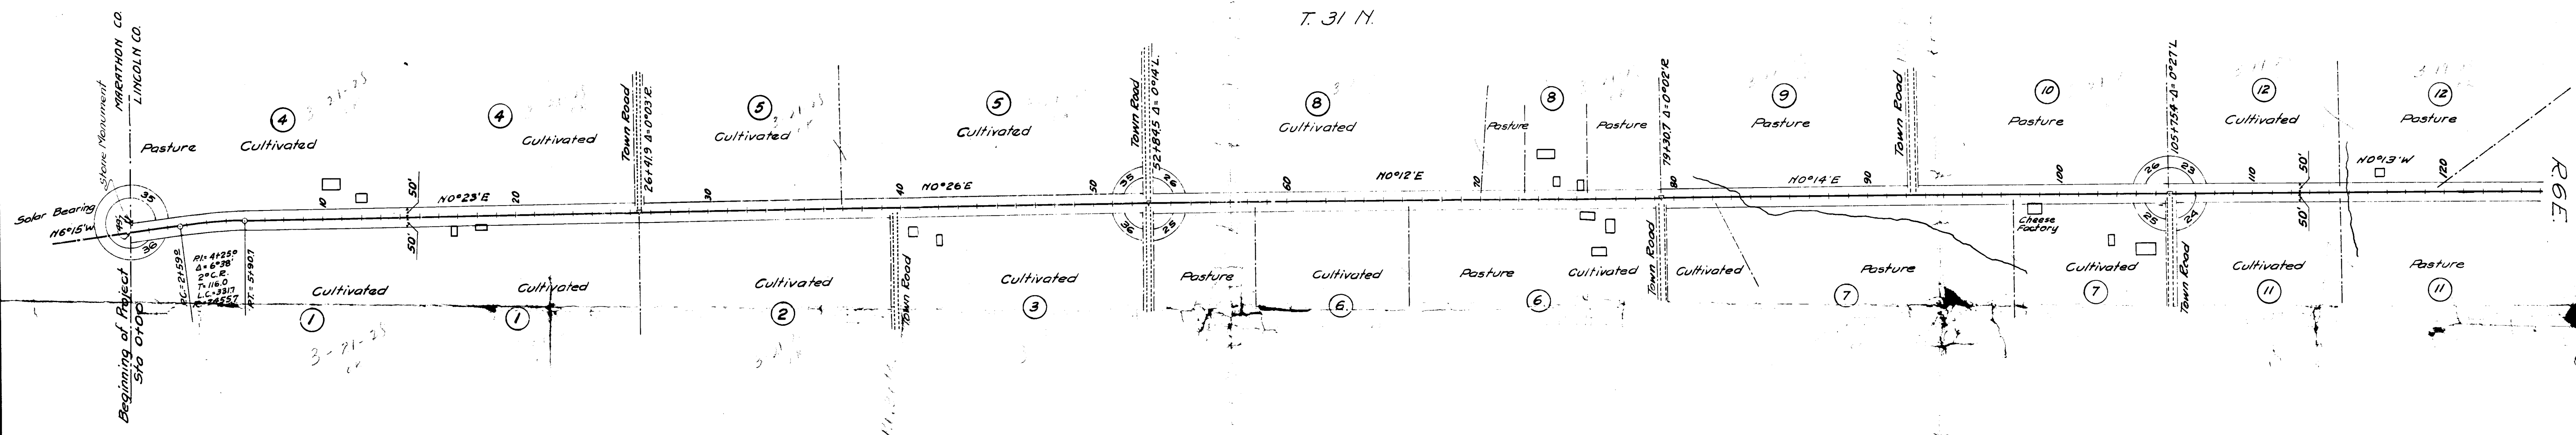 T. 31 N.
MARATHON CO.
LINCOLN CO.
Stone Monument
Solar Bearing
N6°15'W
35
36
Beginning of Project
Sta 0+00
Pasture
4
Cultivated
4
Cultivated
Town Road
26+41.9 Δ=0°03'R.
5
Cultivated
5
Cultivated
Town Road
52+84.5 Δ=0°14'L.
8
Cultivated
Pasture
8
Pasture
79+30.7 Δ=0°02'R
9
Pasture
Town Road
10
Pasture
105+75.4 - Δ=0°27'L
12
Cultivated
12
Pasture
R6E.
10
50'
50'
N0°23'E
20
30
40
N0°26'E
50
35
26
36
25
60
N0°12'E
70
80
N0°14'E
90
100
26
23
25
24
110
50'
50'
N0°13'W
120
P.C.=2+59.2
P.I.=4+25.0
Δ=6°38'
2°C.R.
T=116.0
L.C.=331.7
P.T.=5+90.7
Cultivated
1
Cultivated
1
Cultivated
2
Town Road
Cultivated
3
Pasture
Cultivated
6
Pasture
6
Cultivated
Town Road
Cultivated
Pasture
7
Cheese
Factory
Cultivated
7
Town Road
Cultivated
11
Pasture
11
3-21-25